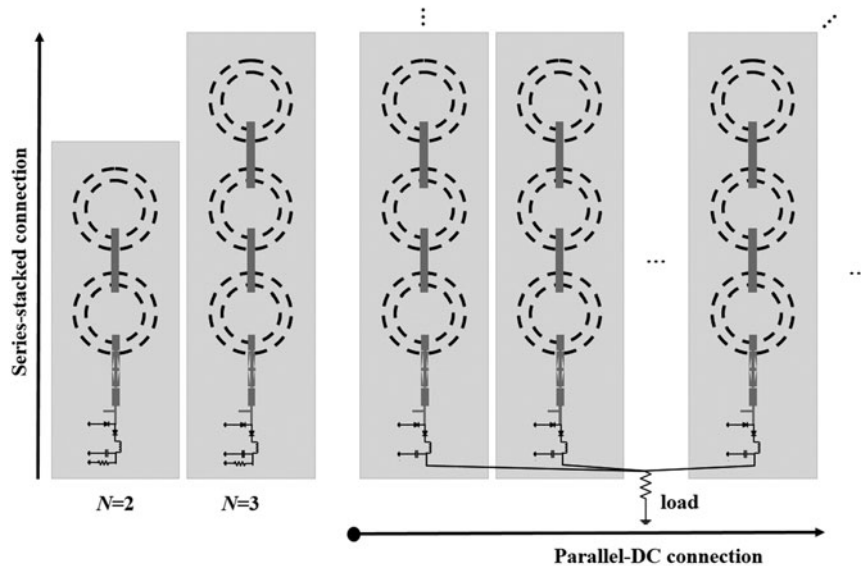 Series-stacked connection
N=2
N=3
load
Parallel-DC connection